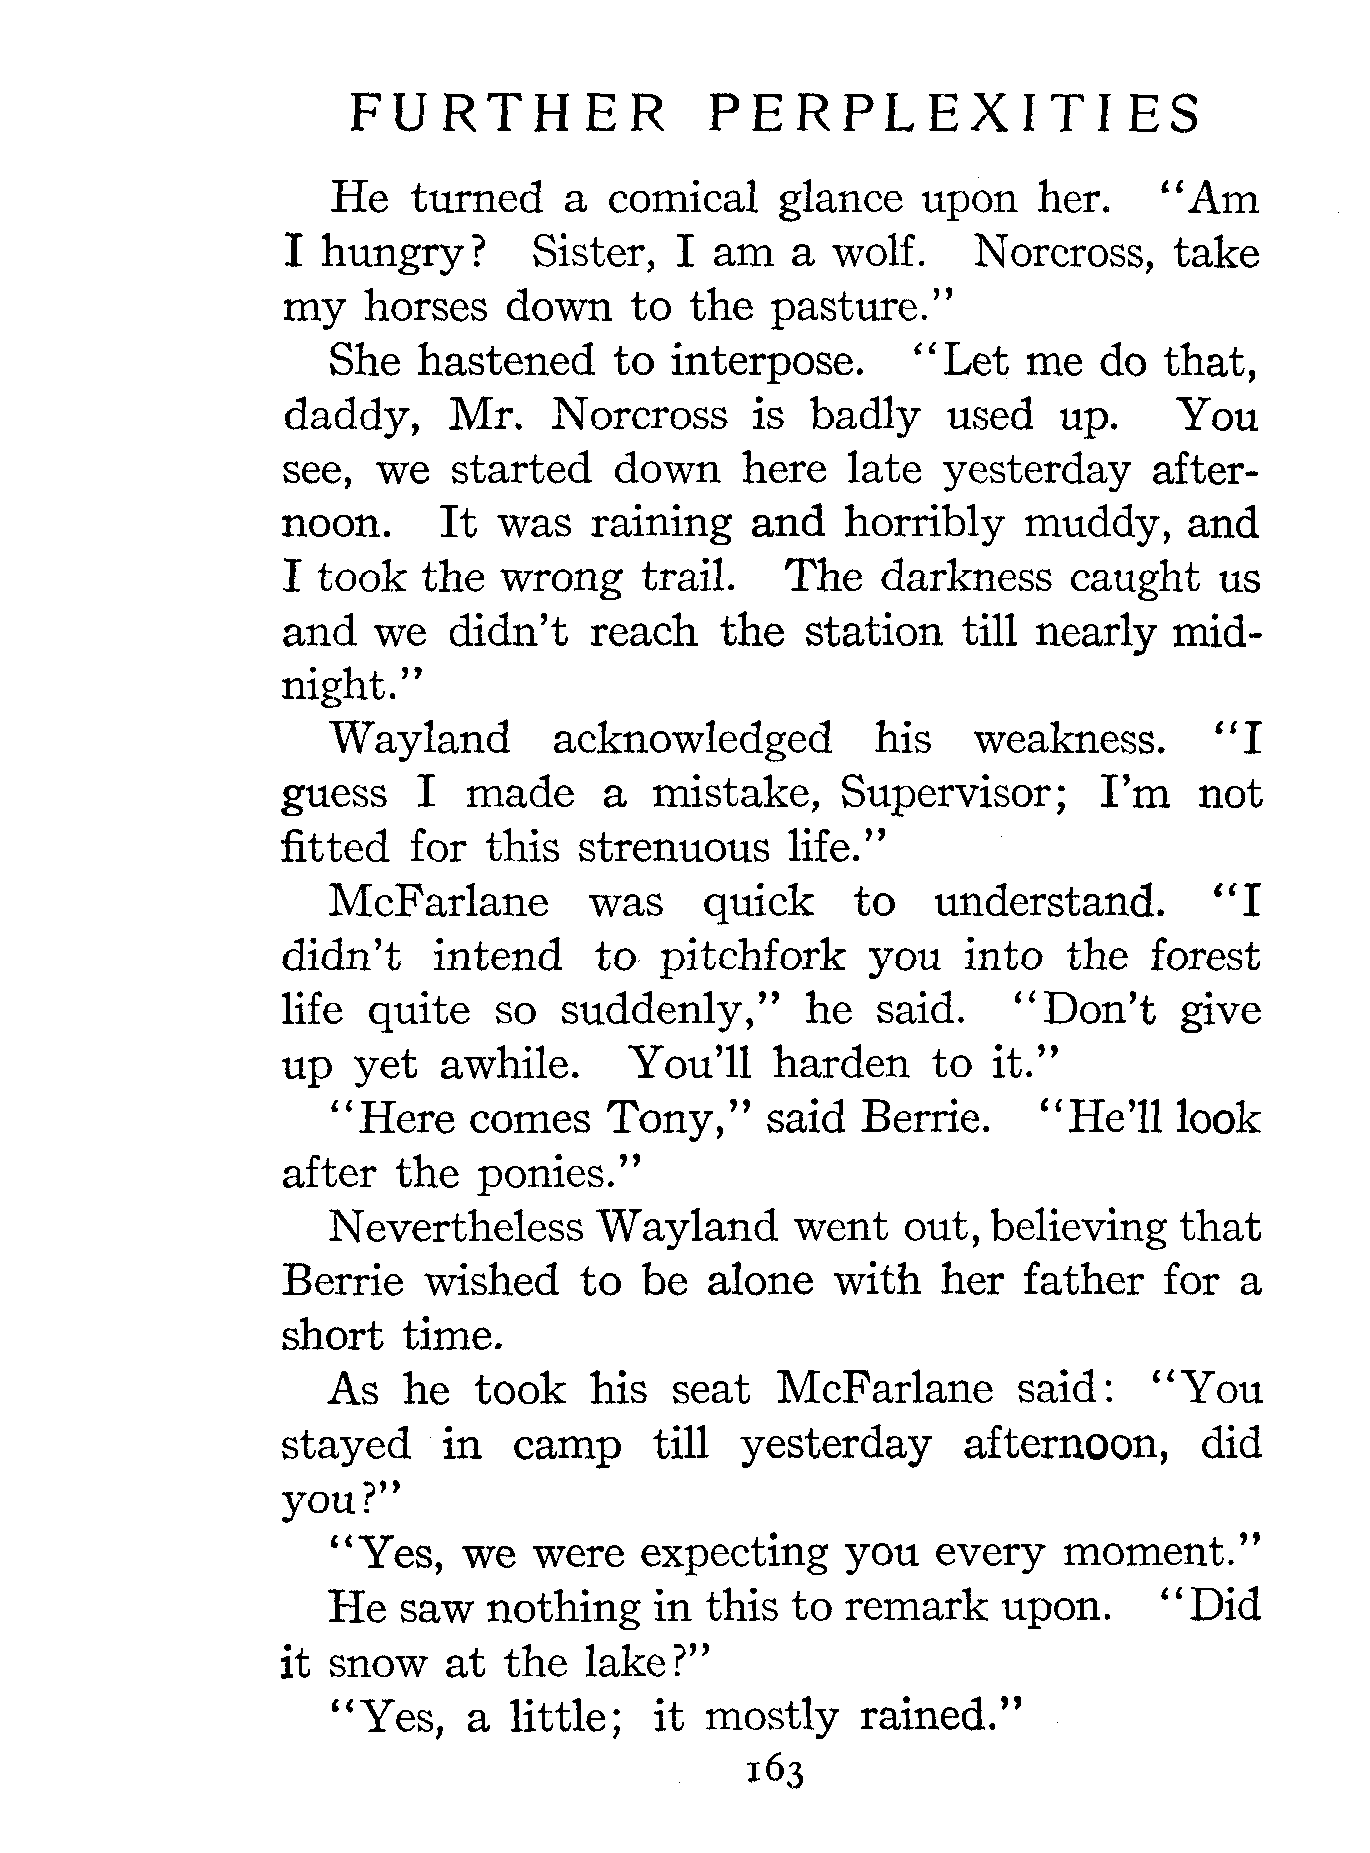 FURTHER PERPLEXITIES
He turned a comical glance upon her. "Am
I hungry? Sister, I am a wolf. Norcross, take
my horses down to the pasture."
She hastened to interpose. "Let me do that,
daddy, Mr. Norcross is badly used up. You
see, we started down here late yesterday after-
noon. It was raining and horribly muddy, and
I took the wrong trail. The darkness caught us
and we didn't reach the station till nearly mid-
night."
Wayland acknowledged his weakness. "I
guess I made a mistake, Supervisor; I'm not
fitted for this strenuous life."
McFarlane was quick to understand. "I
didn't intend to pitchfork you into the forest
life quite so suddenly," he said. "Don't give
up yet awhile. You'll harden to it."
"Here comes Tony," said Berrie. "He'll look
after the ponies."
Nevertheless Wayland went out, believing that
Berrie wished to be alone with her father for a
short time.
As he took his seat McFarlane said: "You
stayed in camp till yesterday afternoon, did
you?"
"Yes, we were expecting you every moment."
He saw nothing in this to remark upon. "Did
it snow at the lake?"
"Yes, a little; it mostly rained."
163